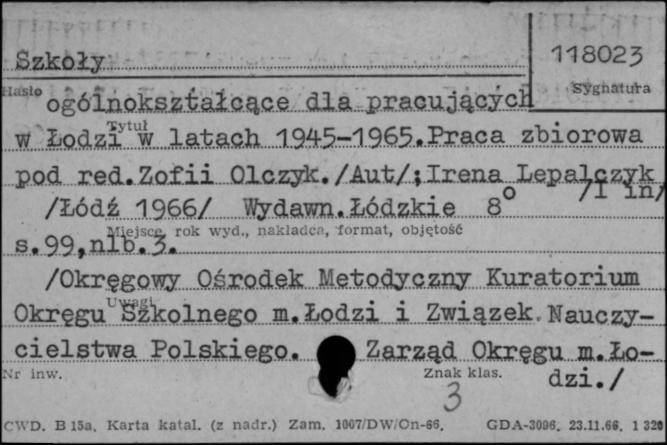 Szkoły
118023
Hasło
Sygnatura
ogólnokształcące dla pracujących
Tytuł
w Łodzi w latach 1945-1965.Praca zbiorowa
pod red.Zofii Olczyk./Aut/;Irena Lepalczyk
/I in/
/Łódź 1966/ Wydawn.Łódzkie 8°
Miejsce, rok wyd., nakładca, format, objętość
s.99,nlb.3.
/Okręgowy Ośrodek Metodyczny Kuratorium
Uwagi
Okręgu Szkolnego m.Łodzi i Związek Nauczy-
cielstwa Polskiego. Zarząd Okręgu m.Ło-
dzi./
Nr inw.
Znak klas.
3
CWD. B 15a. Karta katal. (z nadr.) Zam. 1007/DW/On-66. GDA-3096. 23.11.66. 1 320